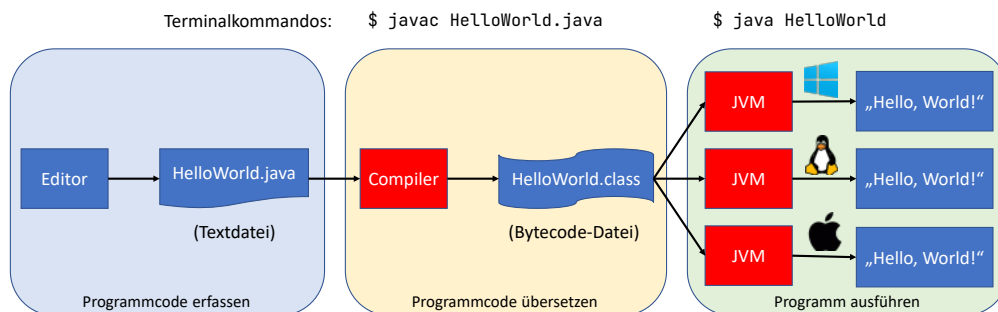 Terminalkommandos:
$ javac HelloWorld.java
$ java HelloWorld
Editor
HelloWorld.java
(Textdatei)
Programmcode erfassen
Compiler
HelloWorld.class
(Bytecode-Datei)
Programmcode übersetzen
JVM
„Hello, World!“
JVM
„Hello, World!“
JVM
„Hello, World!“
Programm ausführen